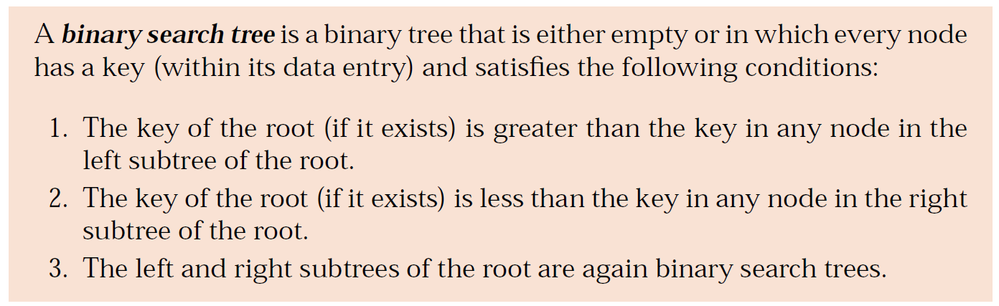 A binary search tree is a binary tree that is either empty or in which every node
has a key (within its data entry) and satisfies the following conditions:
1. The key of the root (if it exists) is greater than the key in any node in the
left subtree of the root.
2. The key of the root (if it exists) is less than the key in any node in the right
subtree of the root.
3. The left and right subtrees of the root are again binary search trees.